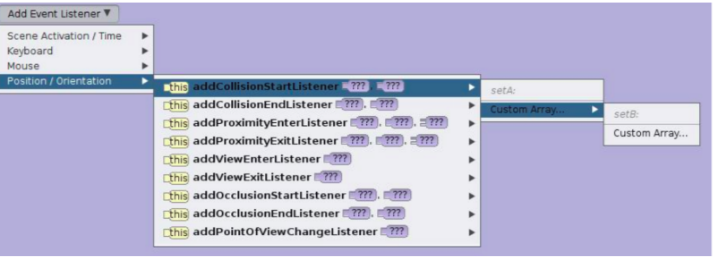 Add Event Listener ▼
Scene Activation / Time
Keyboard
Mouse
Position / Orientation
this addCollisionStartListener ???, ???
this addCollisionEndListener ???, ???
this addProximityEnterListener ???, ???, ???
this addProximityExitListener ???, ???, ???
this addViewEnterListener ???
this addViewExitListener ???
this addOcclusionStartListener ???, ???
this addOcclusionEndListener ???, ???
this addPointOfViewChangeListener ???
setA:
Custom Array...
setB:
Custom Array...